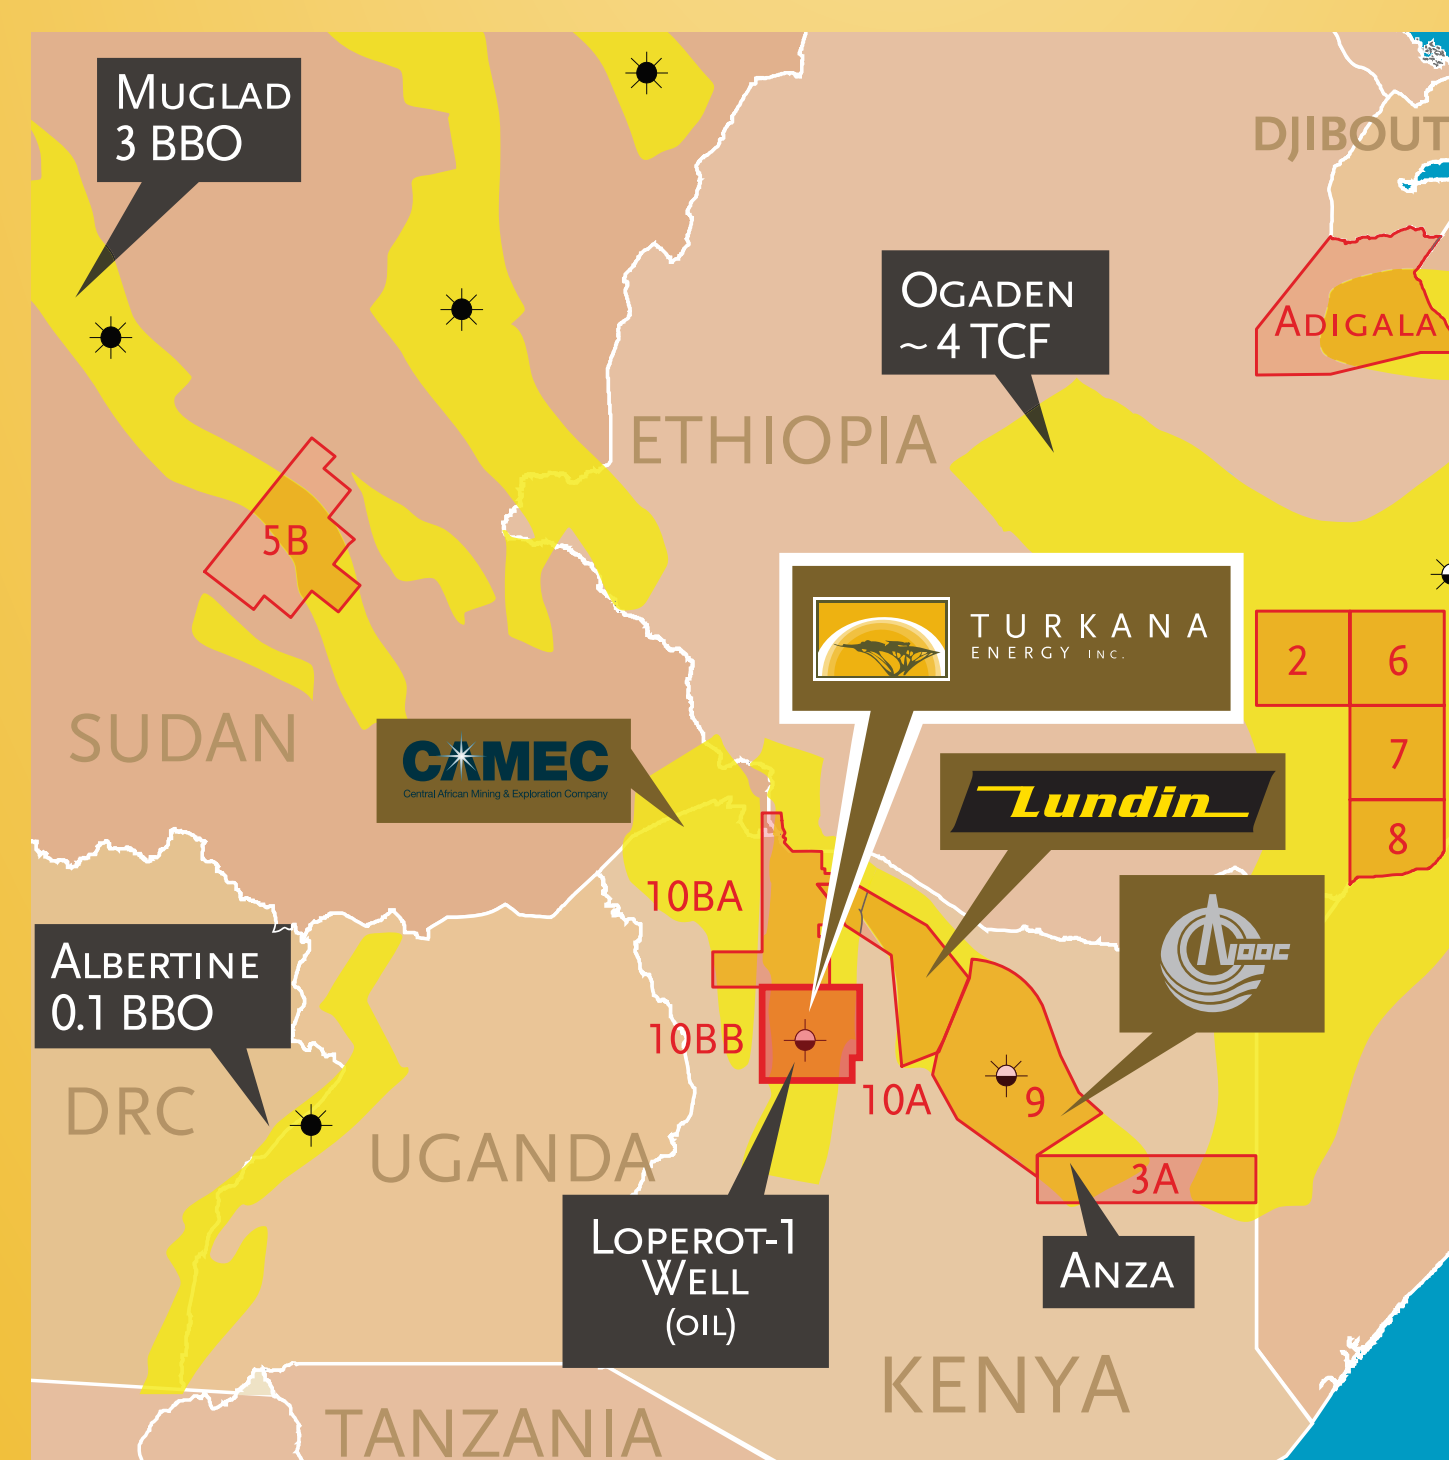 MUGLAD
3 BBO
DJIBOUT
OGADEN
~ 4 TCF
ADIGALA
ETHIOPIA
5B
TURKANA
ENERGY INC.
2
6
SUDAN
CAMEC
Central African Mining & Exploration Company
7
Lundin
8
10BA
CNOOC
ALBERTINE
0.1 BBO
10BB
DRC
10A
9
UGANDA
3A
LOPEROT-1
WELL
(OIL)
ANZA
KENYA
TANZANIA